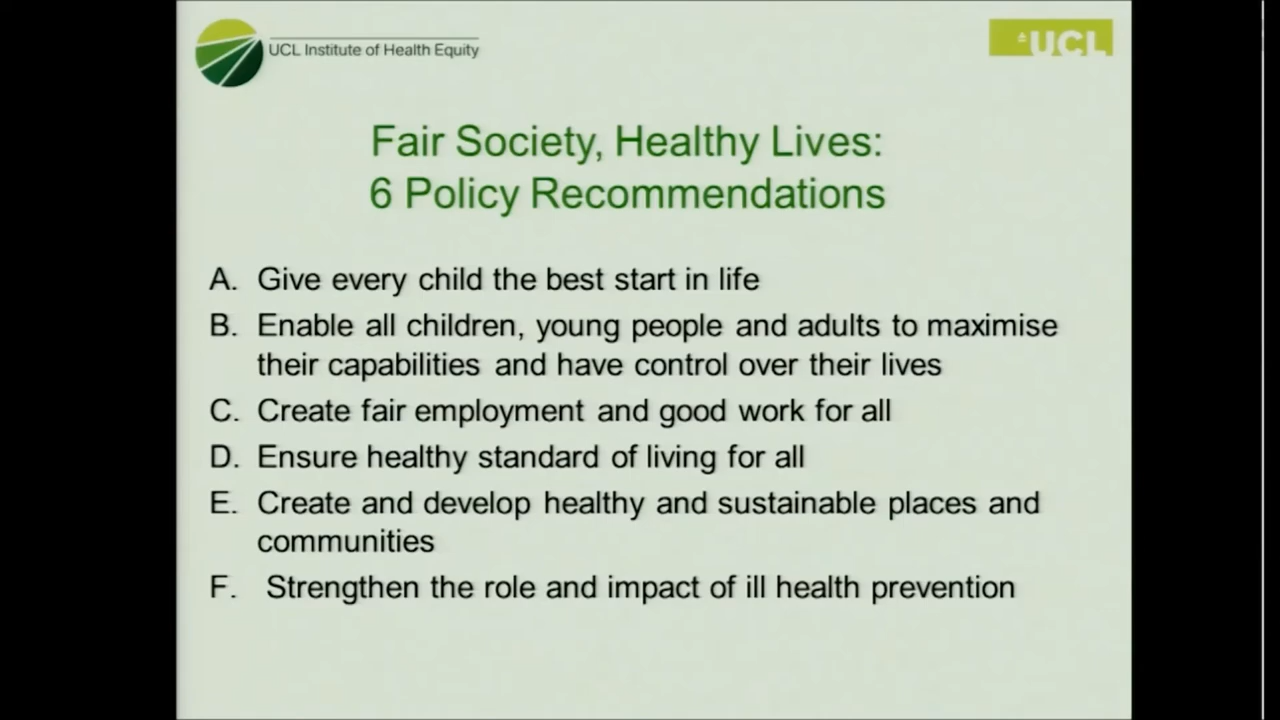 UCL Institute of Health Equity
UCL
Fair Society, Healthy Lives:
6 Policy Recommendations
A. Give every child the best start in life
B. Enable all children, young people and adults to maximise
their capabilities and have control over their lives
C. Create fair employment and good work for all
D. Ensure healthy standard of living for all
E. Create and develop healthy and sustainable places and
communities
F. Strengthen the role and impact of ill health prevention